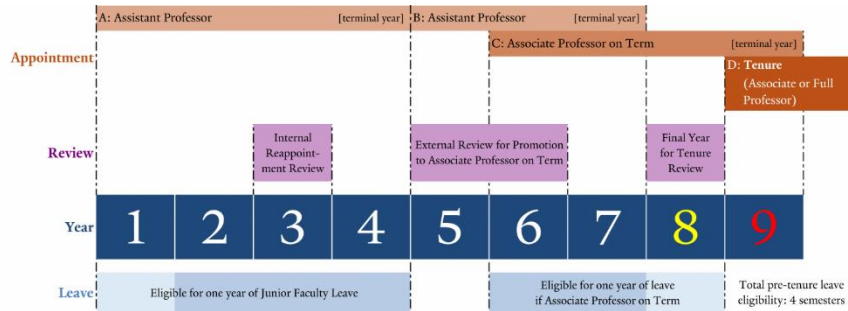 A: Assistant Professor [terminal year] B: Assistant Professor [terminal year]
C: Associate Professor on Term [terminal year]
Appointment
D: Tenure
(Associate or Full
Professor)
Review
Internal
Reappoint-
ment Review
External Review for Promotion
to Associate Professor on Term
Final Year
for Tenure
Review
Year 1 2 3 4 5 6 7 8 9
Leave
Eligible for one year of Junior Faculty Leave
Eligible for one year of leave
if Associate Professor on Term
Total pre-tenure leave
eligibility: 4 semesters